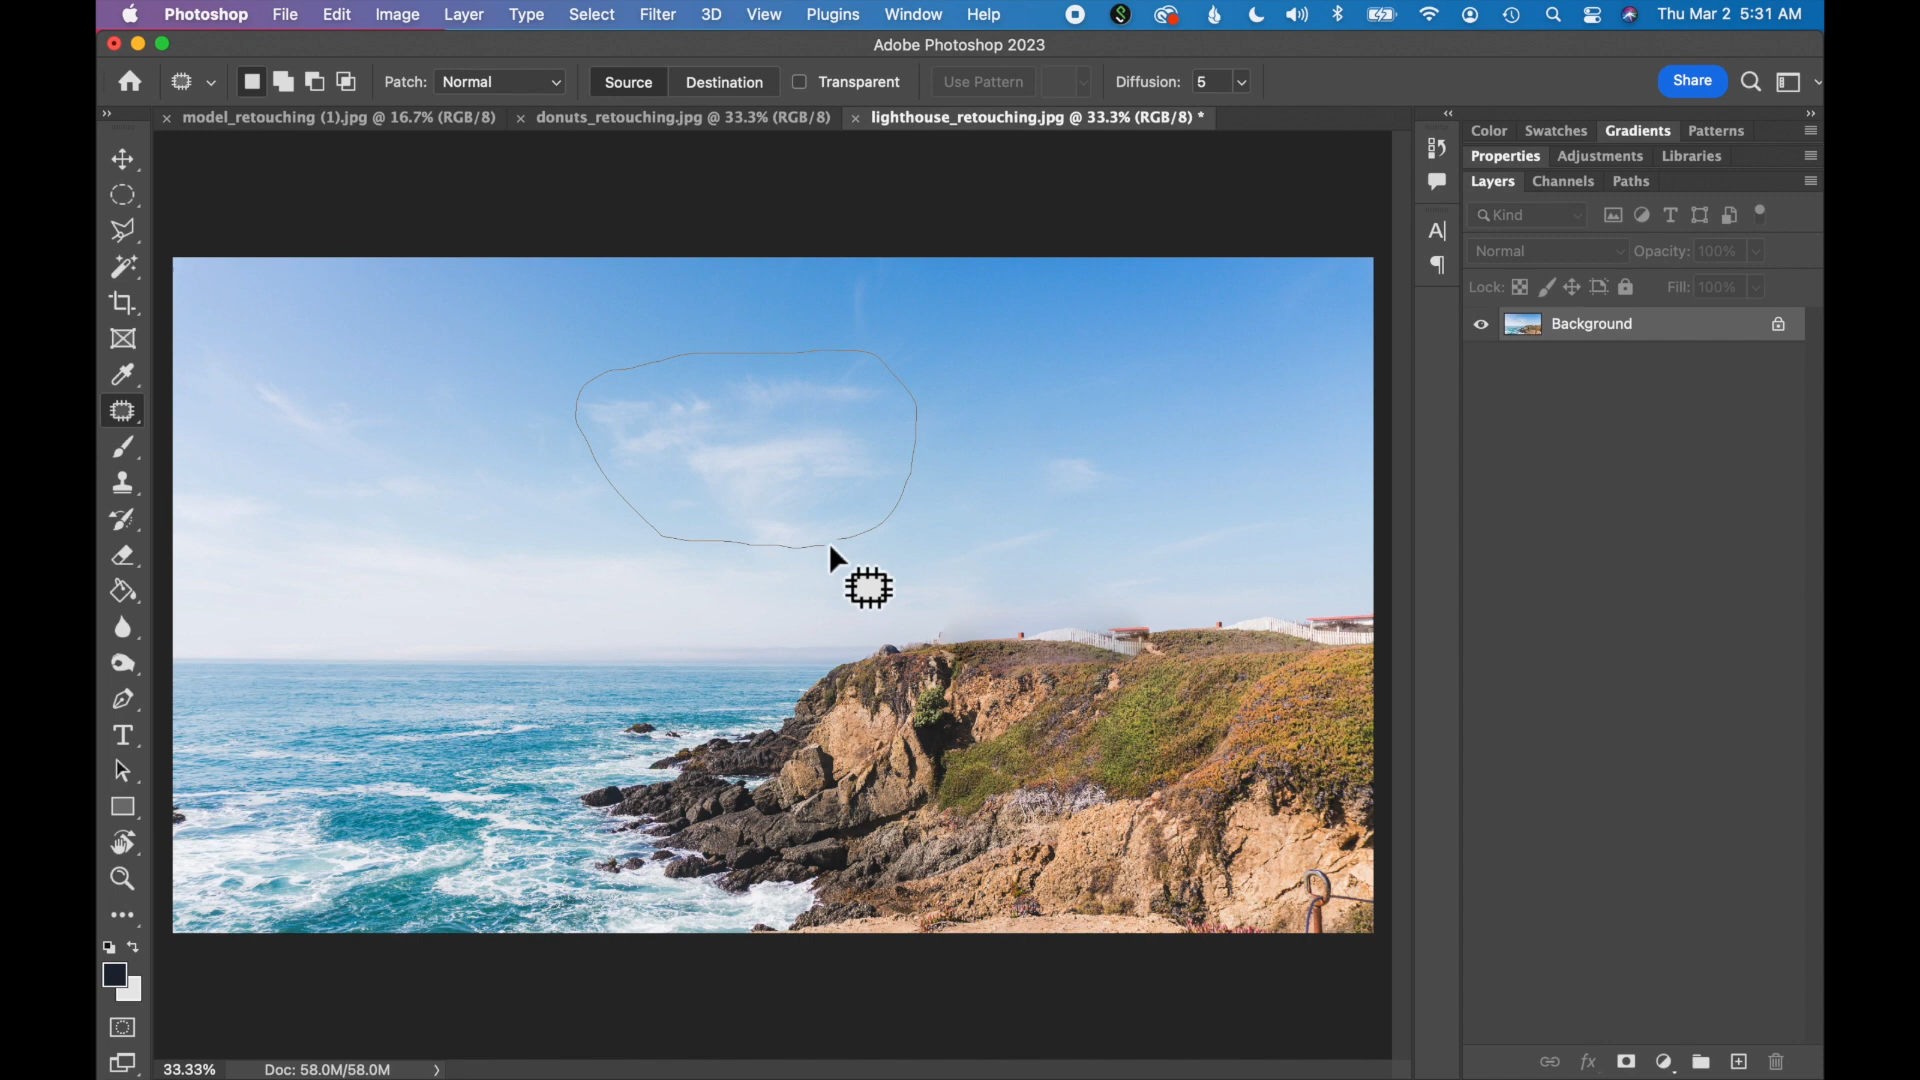 Photoshop File Edit Image Layer Type Select Filter 3D View Plugins Window Help Thu Mar 2 5:31 AM
Adobe Photoshop 2023
Patch: Normal Source Destination Transparent Use Pattern Diffusion: 5 Share
model_retouching (1).jpg @ 16.7% (RGB/8) donuts_retouching.jpg @ 33.3% (RGB/8) lighthouse_retouching.jpg @ 33.3% (RGB/8) *
Color Swatches Gradients Patterns
Properties Adjustments Libraries
Layers Channels Paths
Kind
Normal Opacity: 100%
Lock: Fill: 100%
Background
33.33% Doc: 58.0M/58.0M